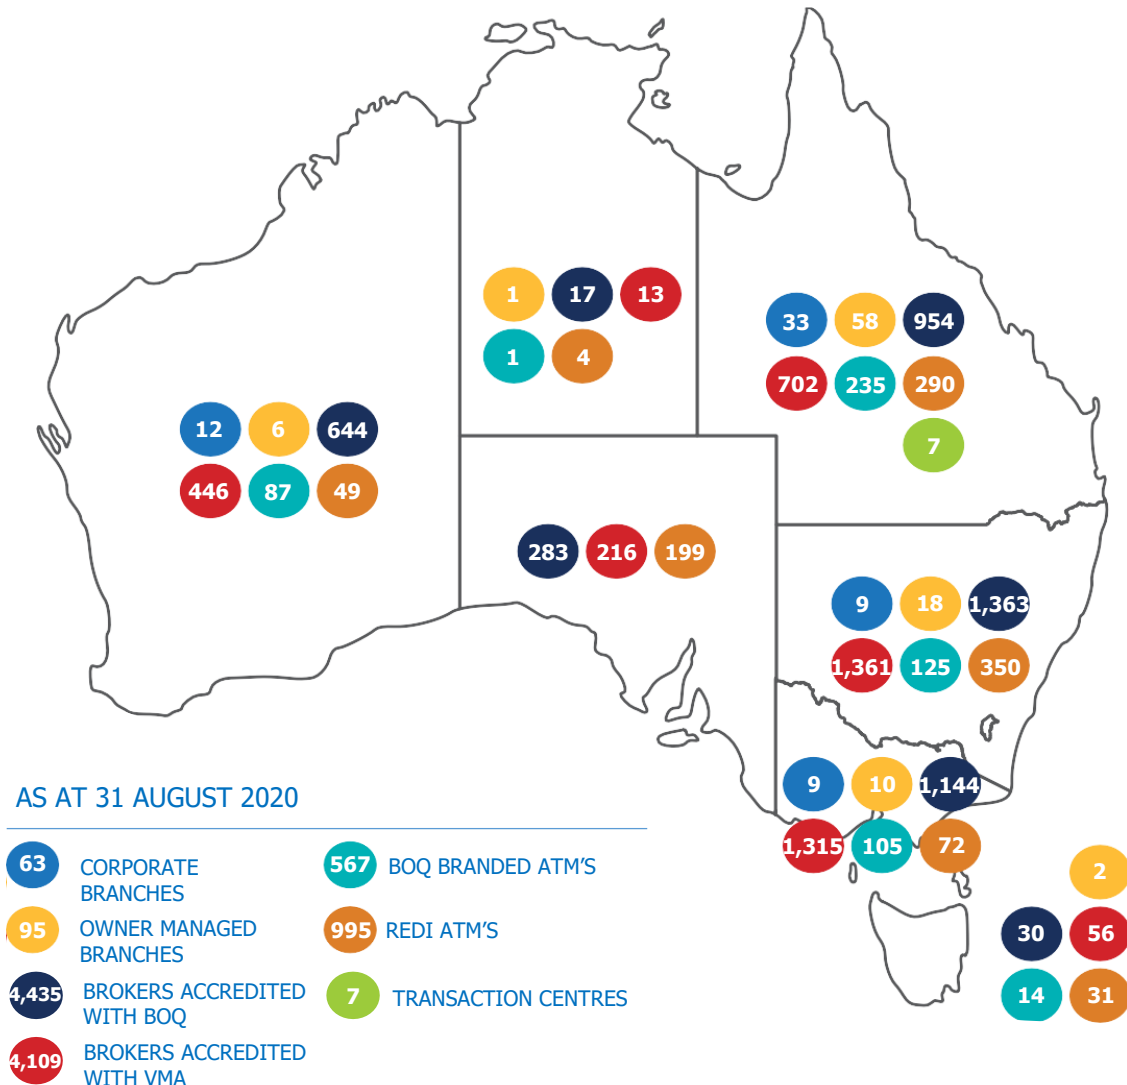 1 17 13
1 4
33 58 954
702 235 290
7
12 6 644
446 87 49
283 216 199
9 18 1,363
1,361 125 350
9 10 1,144
1,315 105 72
2
30 56
14 31
AS AT 31 AUGUST 2020
63 CORPORATE
BRANCHES
95 OWNER MANAGED
BRANCHES
4,435 BROKERS ACCREDITED
WITH BOQ
4,109 BROKERS ACCREDITED
WITH VMA
567 BOQ BRANDED ATM'S
995 REDI ATM'S
7 TRANSACTION CENTRES